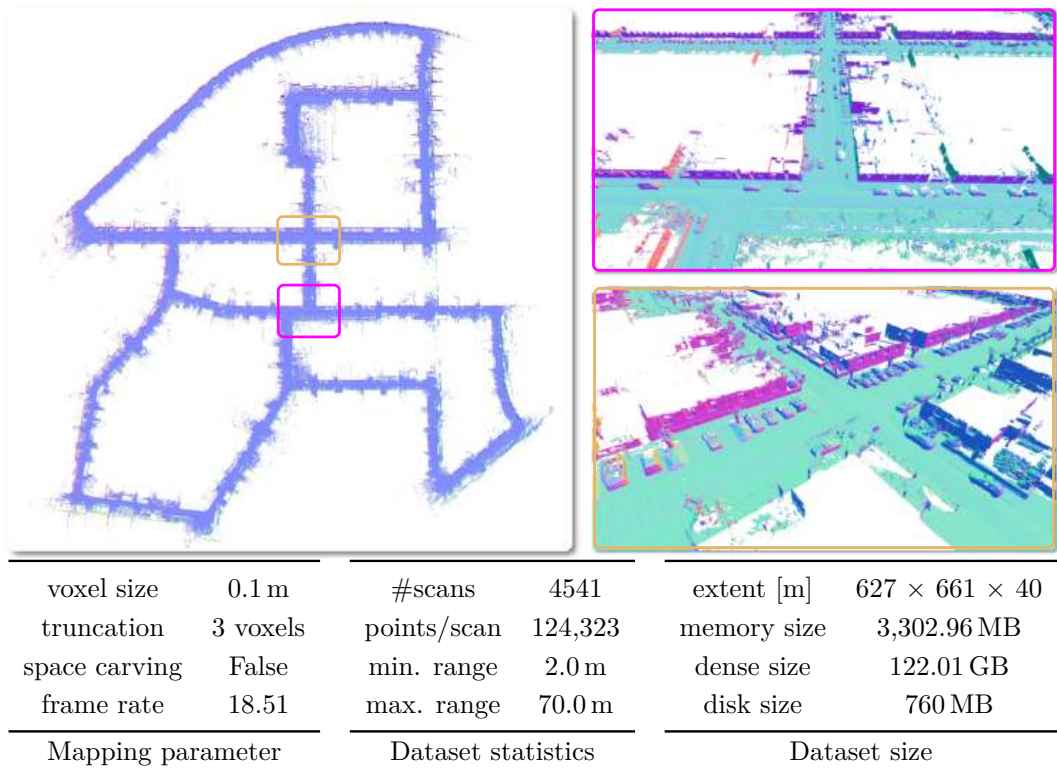 voxel size 0.1 m
truncation 3 voxels
space carving False
frame rate 18.51
Mapping parameter
#scans 4541
points/scan 124,323
min. range 2.0 m
max. range 70.0 m
Dataset statistics
extent [m] 627 × 661 × 40
memory size 3,302.96 MB
dense size 122.01 GB
disk size 760 MB
Dataset size